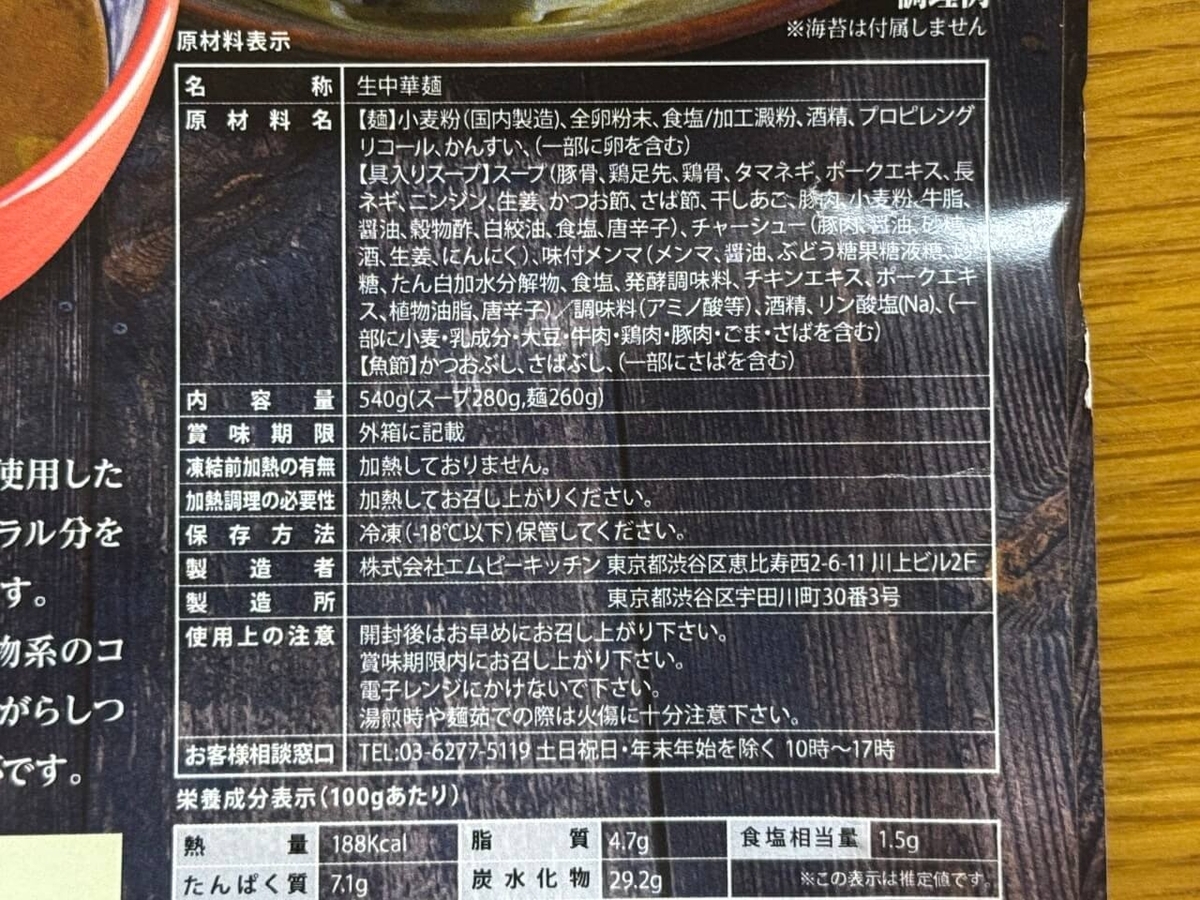 調理例
※海苔は付属しません
原材料表示
名称 生中華麺
原材料名 【麺】小麦粉(国内製造)、全卵粉末、食塩/加工澱粉、酒精、プロピレング
リコール、かんすい、(一部に卵を含む)
【具入りスープ】スープ(豚骨、鶏足先、鶏骨、タマネギ、ポークエキス、長
ネギ、ニンジン、生姜、かつお節、さば節、干しあご、豚肉、小麦粉、牛脂、
醤油、穀物酢、白絞油、食塩、唐辛子)、チャーシュー(豚肉、醤油、砂糖、
酒、生姜、にんにく)、味付メンマ(メンマ、醤油、ぶどう糖果糖液糖、砂
糖、たん白加水分解物、食塩、発酵調味料、チキンエキス、ポークエキ
ス、植物油脂、唐辛子)/調味料(アミノ酸等)、酒精、リン酸塩(Na)、(一
部に小麦・乳成分・大豆・牛肉・鶏肉・豚肉・ごま・さばを含む)
【魚節】かつおぶし、さばぶし、(一部にさばを含む)
内容量 540g(スープ280g,麺260g)
賞味期限 外箱に記載
凍結前加熱の有無 加熱しておりません。
加熱調理の必要性 加熱してお召し上がりください。
保存方法 冷凍(-18℃以下)保管してください。
製造者 株式会社エムピーキッチン 東京都渋谷区恵比寿西2-6-11 川上ビル2F
製造所 東京都渋谷区宇田川町30番3号
使用上の注意 開封後はお早めにお召し上がり下さい。
賞味期限内にお召し上がり下さい。
電子レンジにかけないで下さい。
湯煎時や麺茹での際は火傷に十分注意下さい。
お客様相談窓口 TEL:03-6277-5119 土日祝日・年末年始を除く 10時〜17時
栄養成分表示(100gあたり)
熱量 188Kcal 脂質 4.7g 食塩相当量 1.5g
たんぱく質 7.1g 炭水化物 29.2g ※この表示は推定値です。
使用した
ラル分を
す。
物系のコ
がらしつ
です。